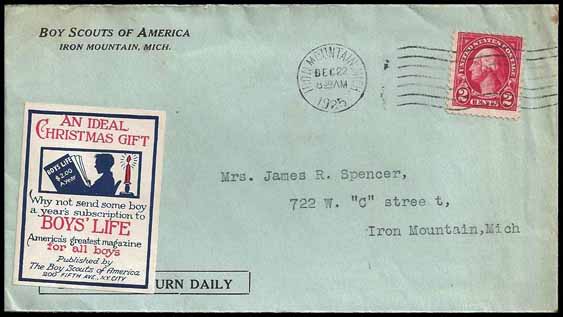 BOY SCOUTS OF AMERICA
IRON MOUNTAIN, MICH.
IRON MOUNTAIN, MICH
DEC 22
AM
1925
UNITED STATES POSTAGE
2 CENTS 2
AN IDEAL
CHRISTMAS GIFT
BOYS' LIFE
$2.00
A Year
Why not send some boy
a year's subscription to
BOYS' LIFE
America's greatest magazine
for all boys
Published by
The Boy Scouts of America
200 FIFTH AVE., N.Y. CITY
Mrs. James R. Spencer,
722 W. "C" stree t,
Iron Mountain,Mich
URN DAILY